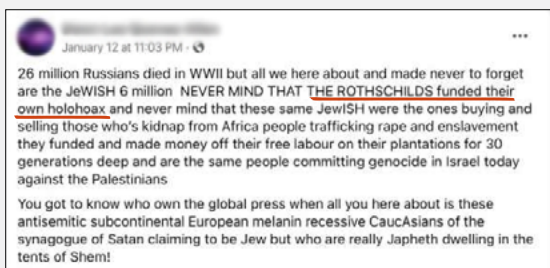 January 12 at 11:03 PM
26 million Russians died in WWII but all we here about and made never to forget
are the JeWISH 6 million  NEVER MIND THAT THE ROTHSCHILDS funded their
own holohoax and never mind that these same JewI$H were the ones buying and
selling those who's kidnap from Africa people trafficking rape and enslavement
they funded and made money off their free labour on their plantations for 30
generations deep and are the same people committing genocide in Israel today
against the Palestinians
You got to know who own the global press when all you here about is these
antisemitic subcontinental European melanin recessive CaucAsians of the
synagogue of Satan claiming to be Jew but who are really Japheth dwelling in the
tents of Shem!